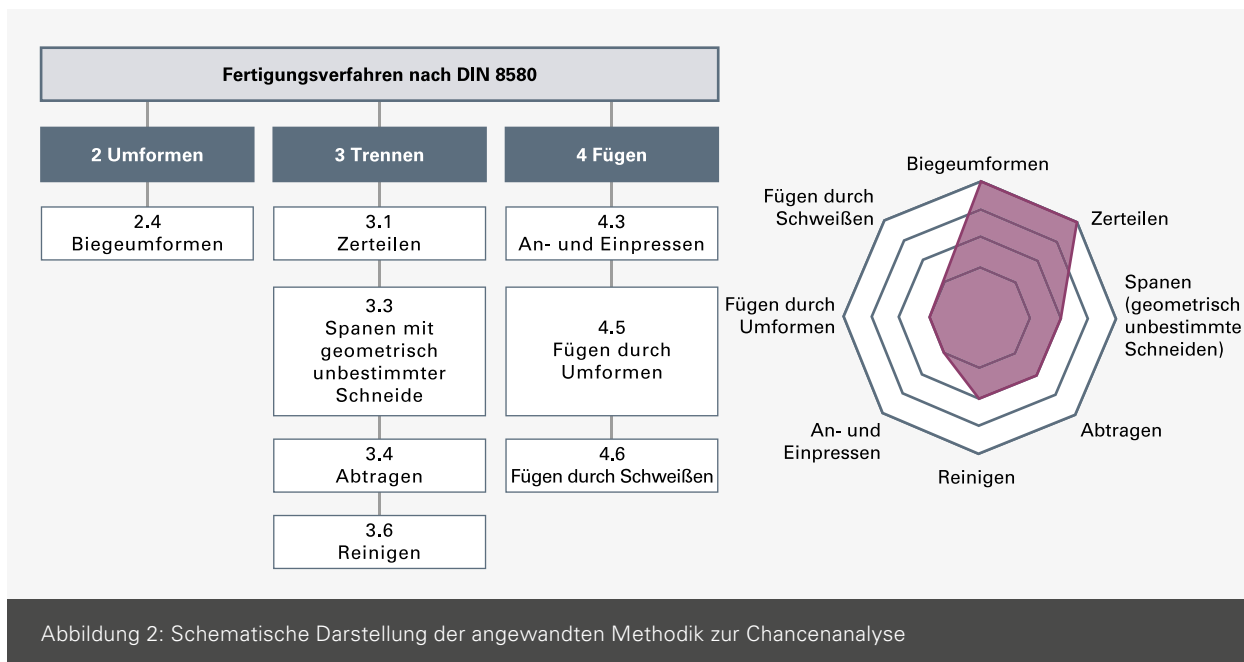 Fertigungsverfahren nach DIN 8580
2 Umformen
2.4
Biegeumformen
3 Trennen
3.1
Zerteilen
3.3
Spanen mit
geometrisch
unbestimmter
Schneide
3.4
Abtragen
3.6
Reinigen
4 Fügen
4.3
An- und Einpressen
4.5
Fügen durch
Umformen
4.6
Fügen durch Schweißen
Biegeumformen
Zerteilen
Spanen
(geometrisch
unbestimmte
Schneiden)
Abtragen
Reinigen
An- und
Einpressen
Fügen durch
Umformen
Fügen durch
Schweißen
Abbildung 2: Schematische Darstellung der angewandten Methodik zur Chancenanalyse